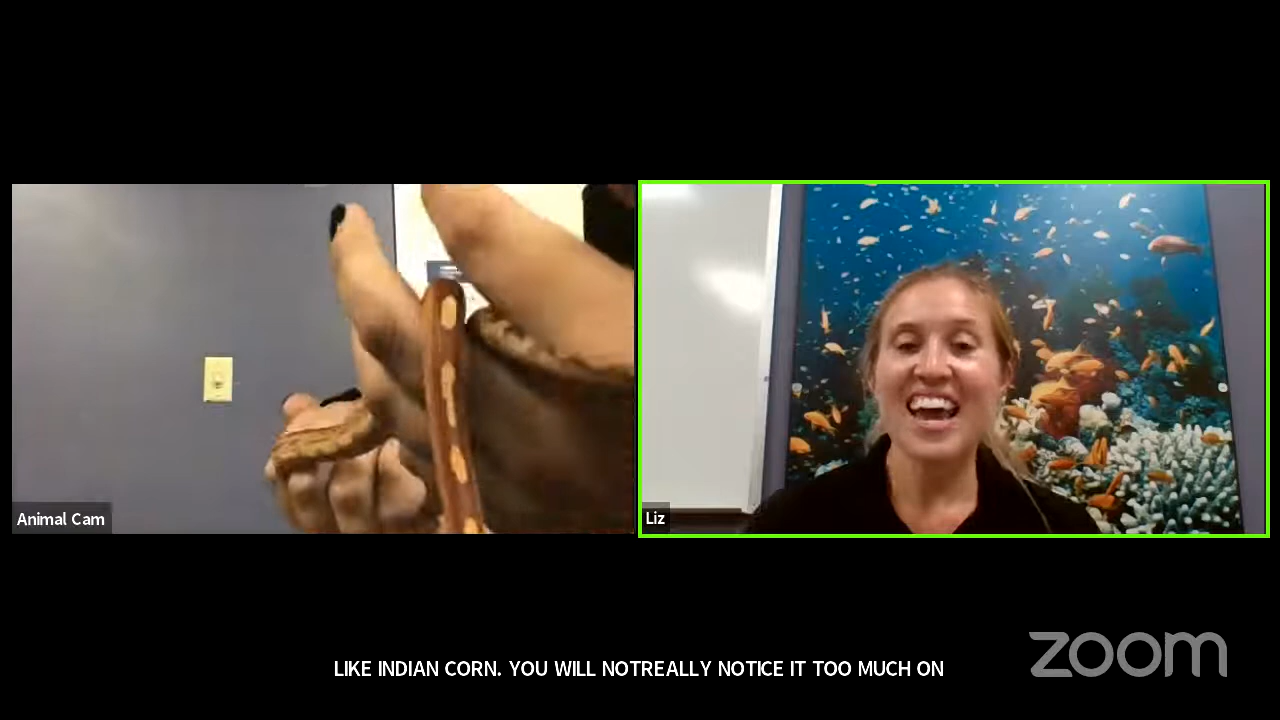 Animal Cam
Liz
LIKE INDIAN CORN. YOU WILL NOTREALLY NOTICE IT TOO MUCH ON
zoom